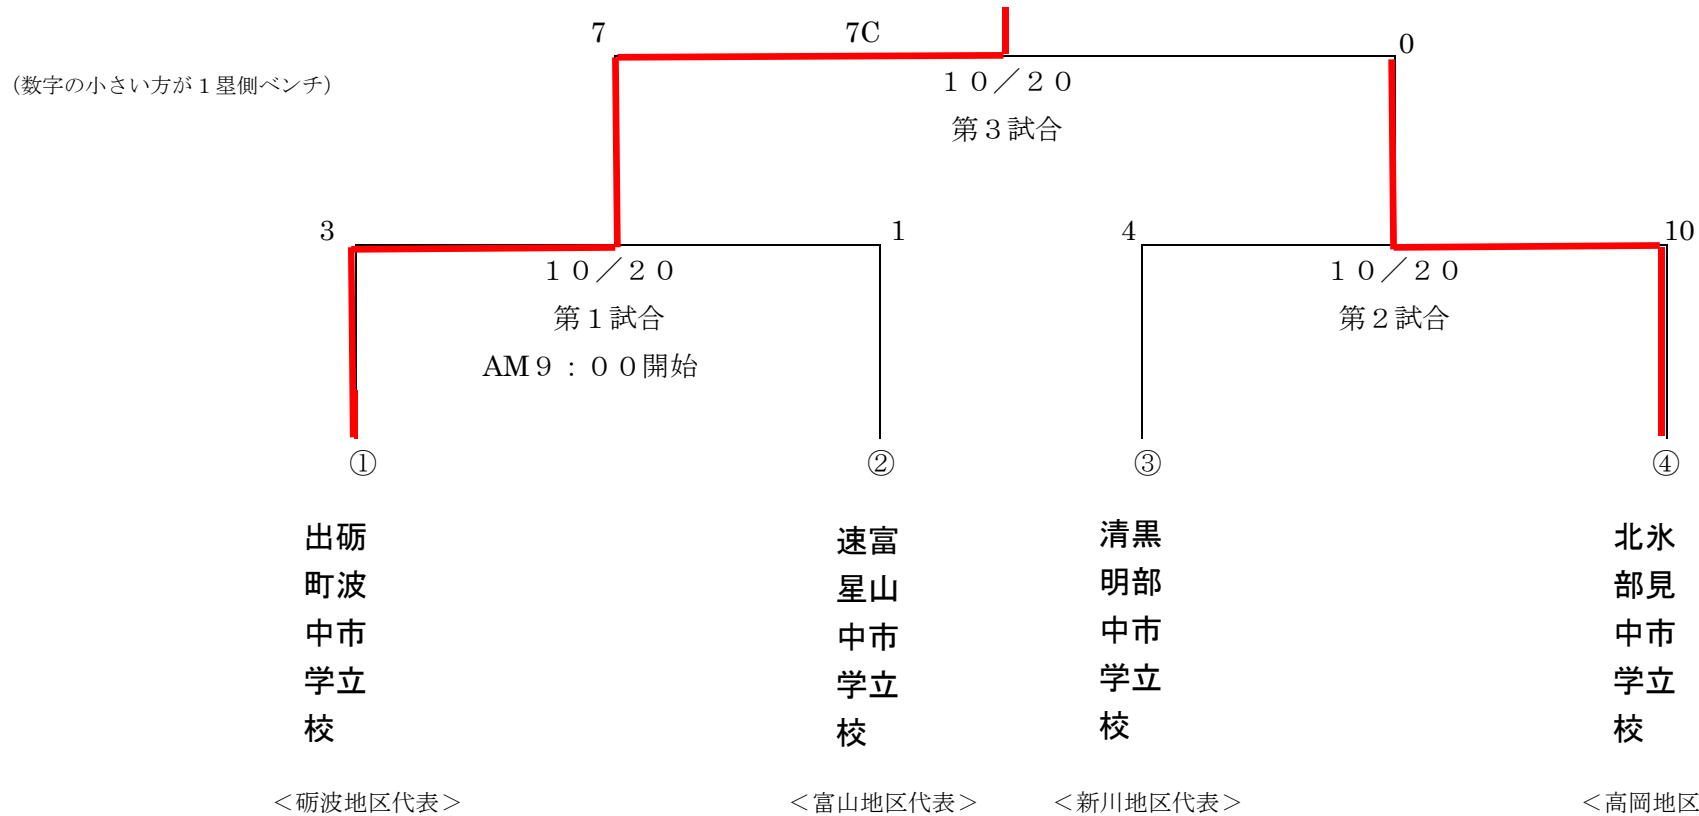 7
7C
0
(数字の小さい方が1塁側ベンチ)
10／20
第3試合
3
1
4
10
10／20
第1試合
AM9：00開始
10／20
第2試合
①
②
③
④
砺波市立
出町中学校
富山市立
速星中学校
黒部市立
清明中学校
氷見市立
北部中学校
＜砺波地区代表＞
＜富山地区代表＞
＜新川地区代表＞
＜高岡地区